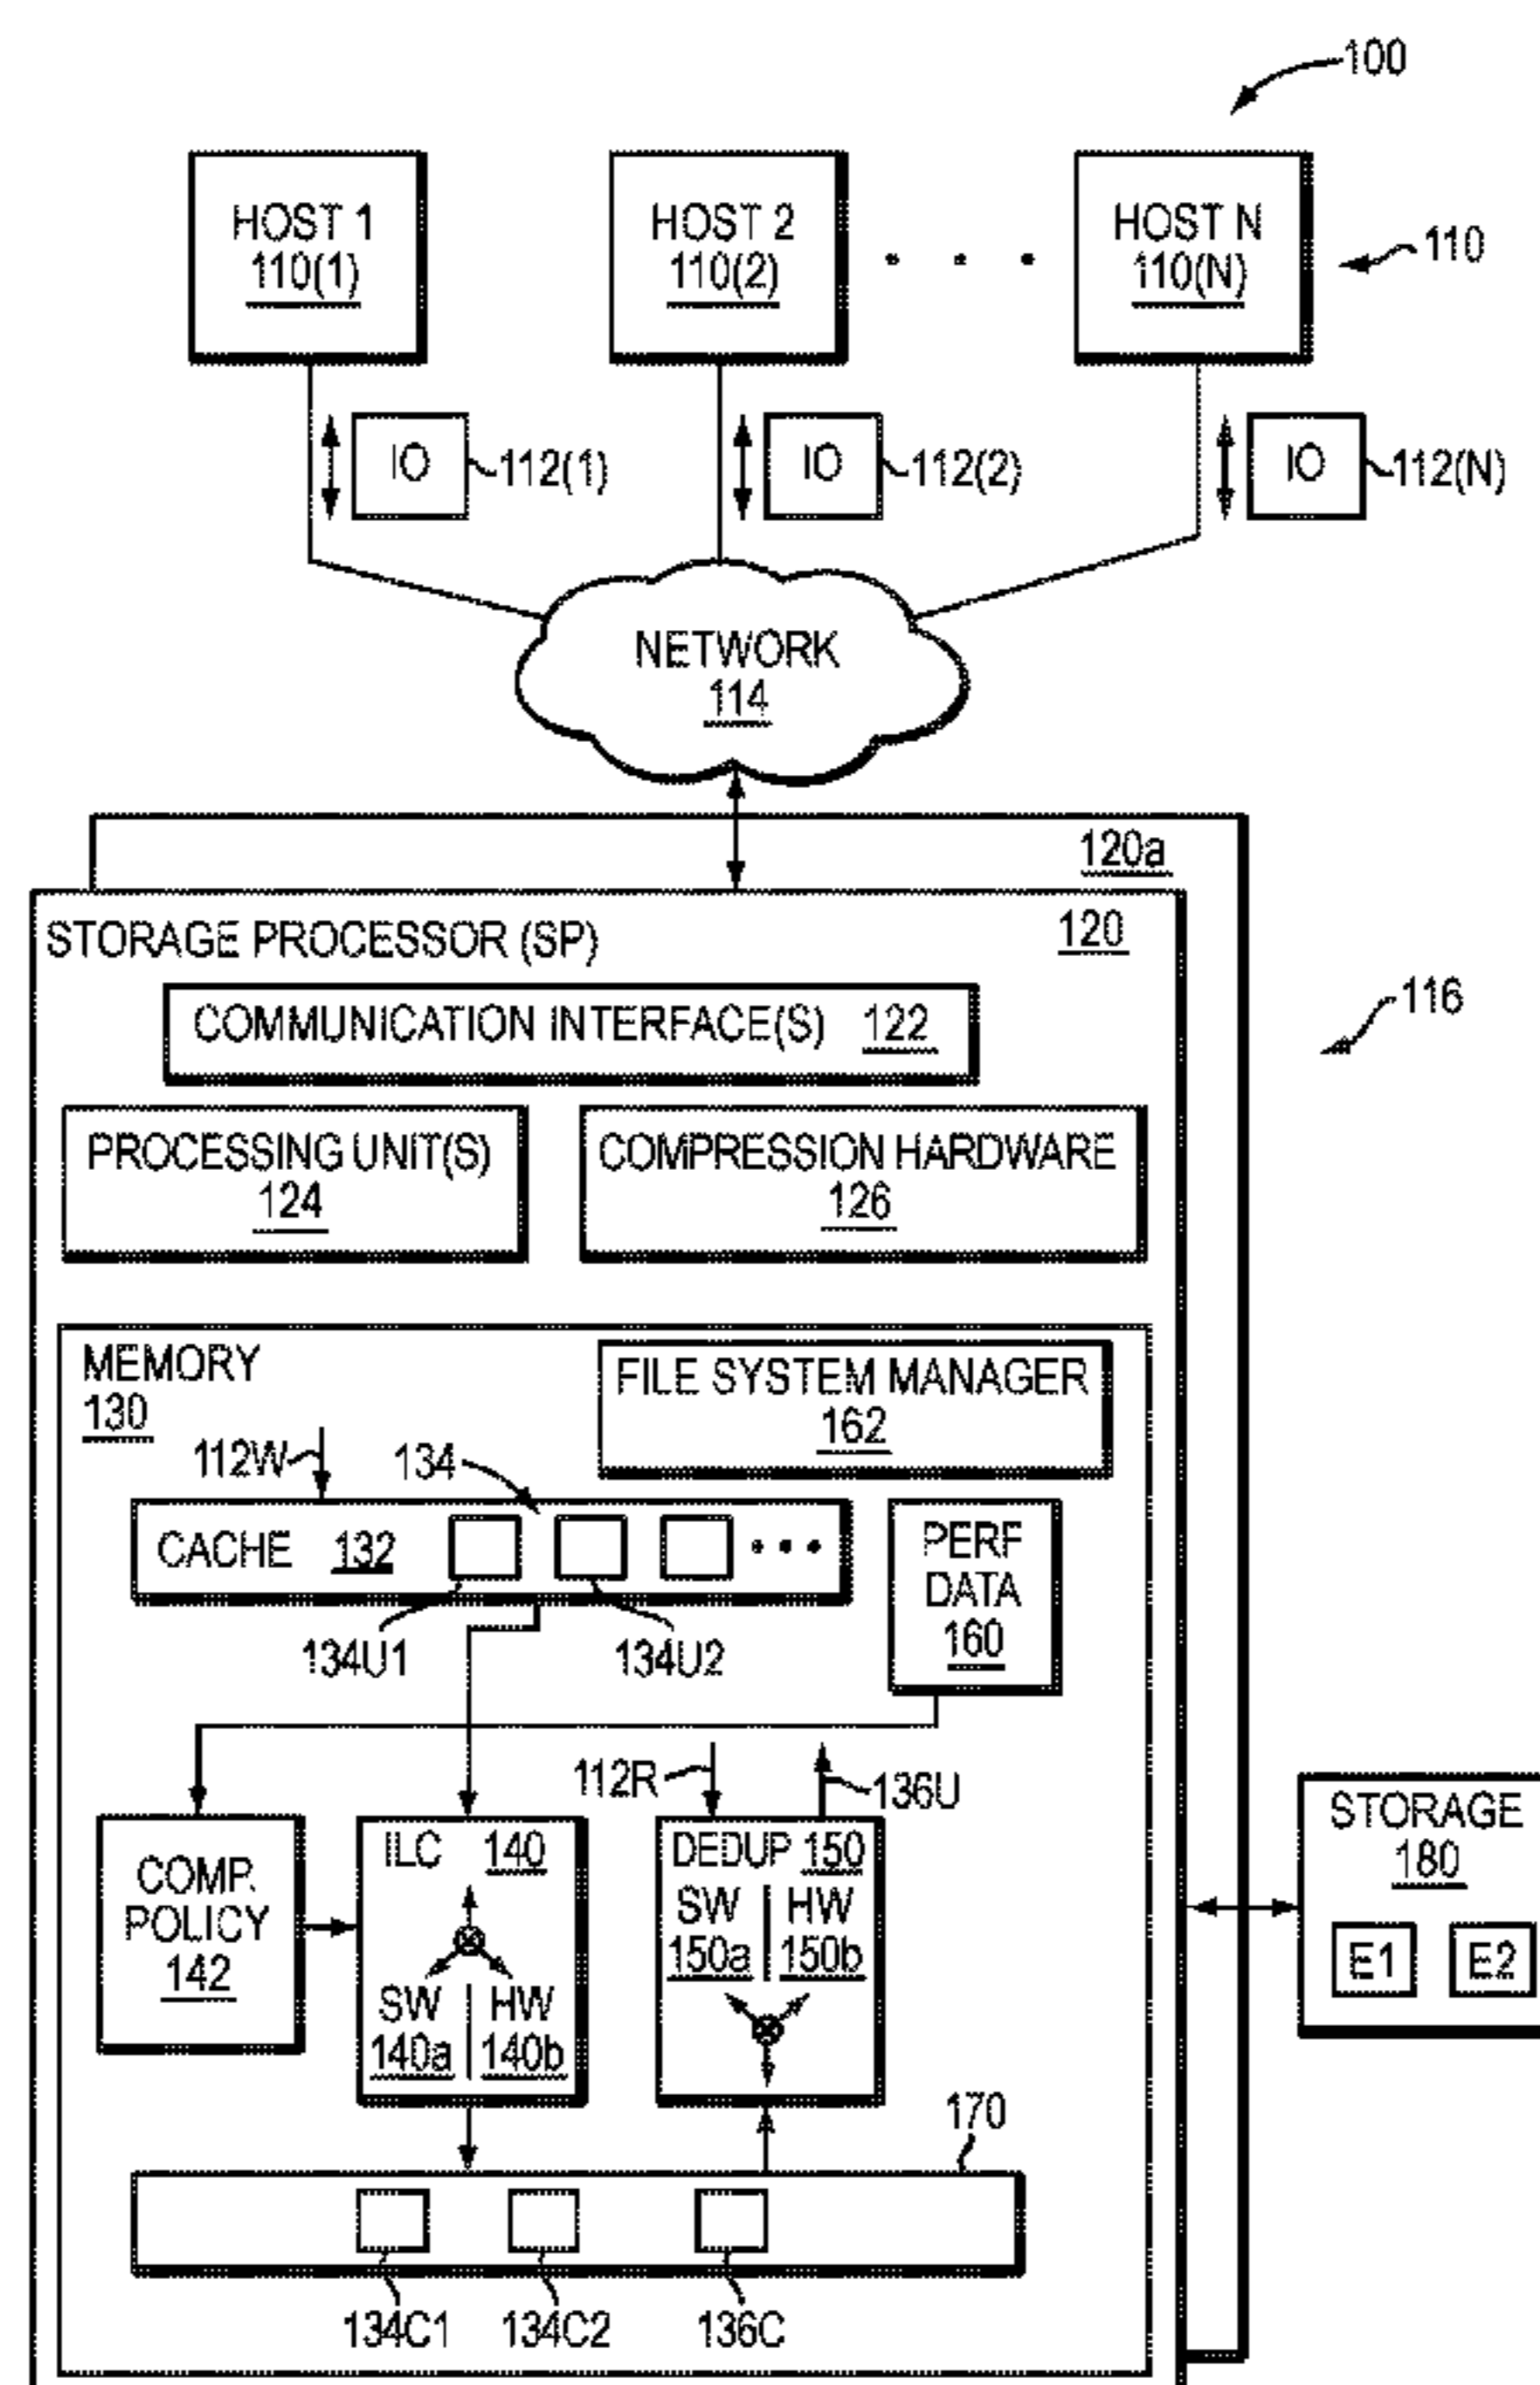 100
HOST 1
110(1)
HOST 2
110(2)
HOST N
110(N)
110
IO
112(1)
IO
112(2)
IO
112(N)
NETWORK
114
120a
STORAGE PROCESSOR (SP) 120
116
COMMUNICATION INTERFACE(S) 122
PROCESSING UNIT(S)
124
COMPRESSION HARDWARE
126
MEMORY
130
FILE SYSTEM MANAGER
162
112W
134
CACHE 132
134U1
134U2
PERF
DATA
160
112R
136U
COMP.
POLICY
142
ILC 140
SW HW
140a 140b
DEDUP 150
SW HW
150a 150b
STORAGE
180
E1 E2
170
134C1
134C2
136C